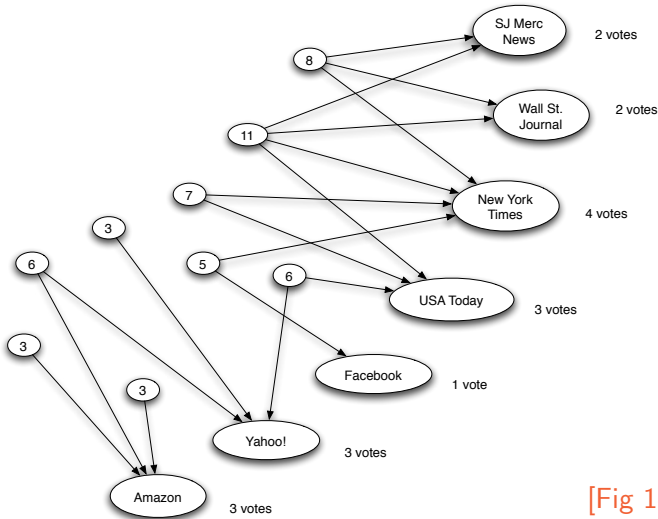 SJ Merc
News
2 votes
8
Wall St.
Journal
2 votes
11
7
New York
Times
4 votes
3
6
5
6
USA Today
3 votes
3
Facebook
1 vote
3
Yahoo!
3 votes
Amazon
3 votes
[Fig 1